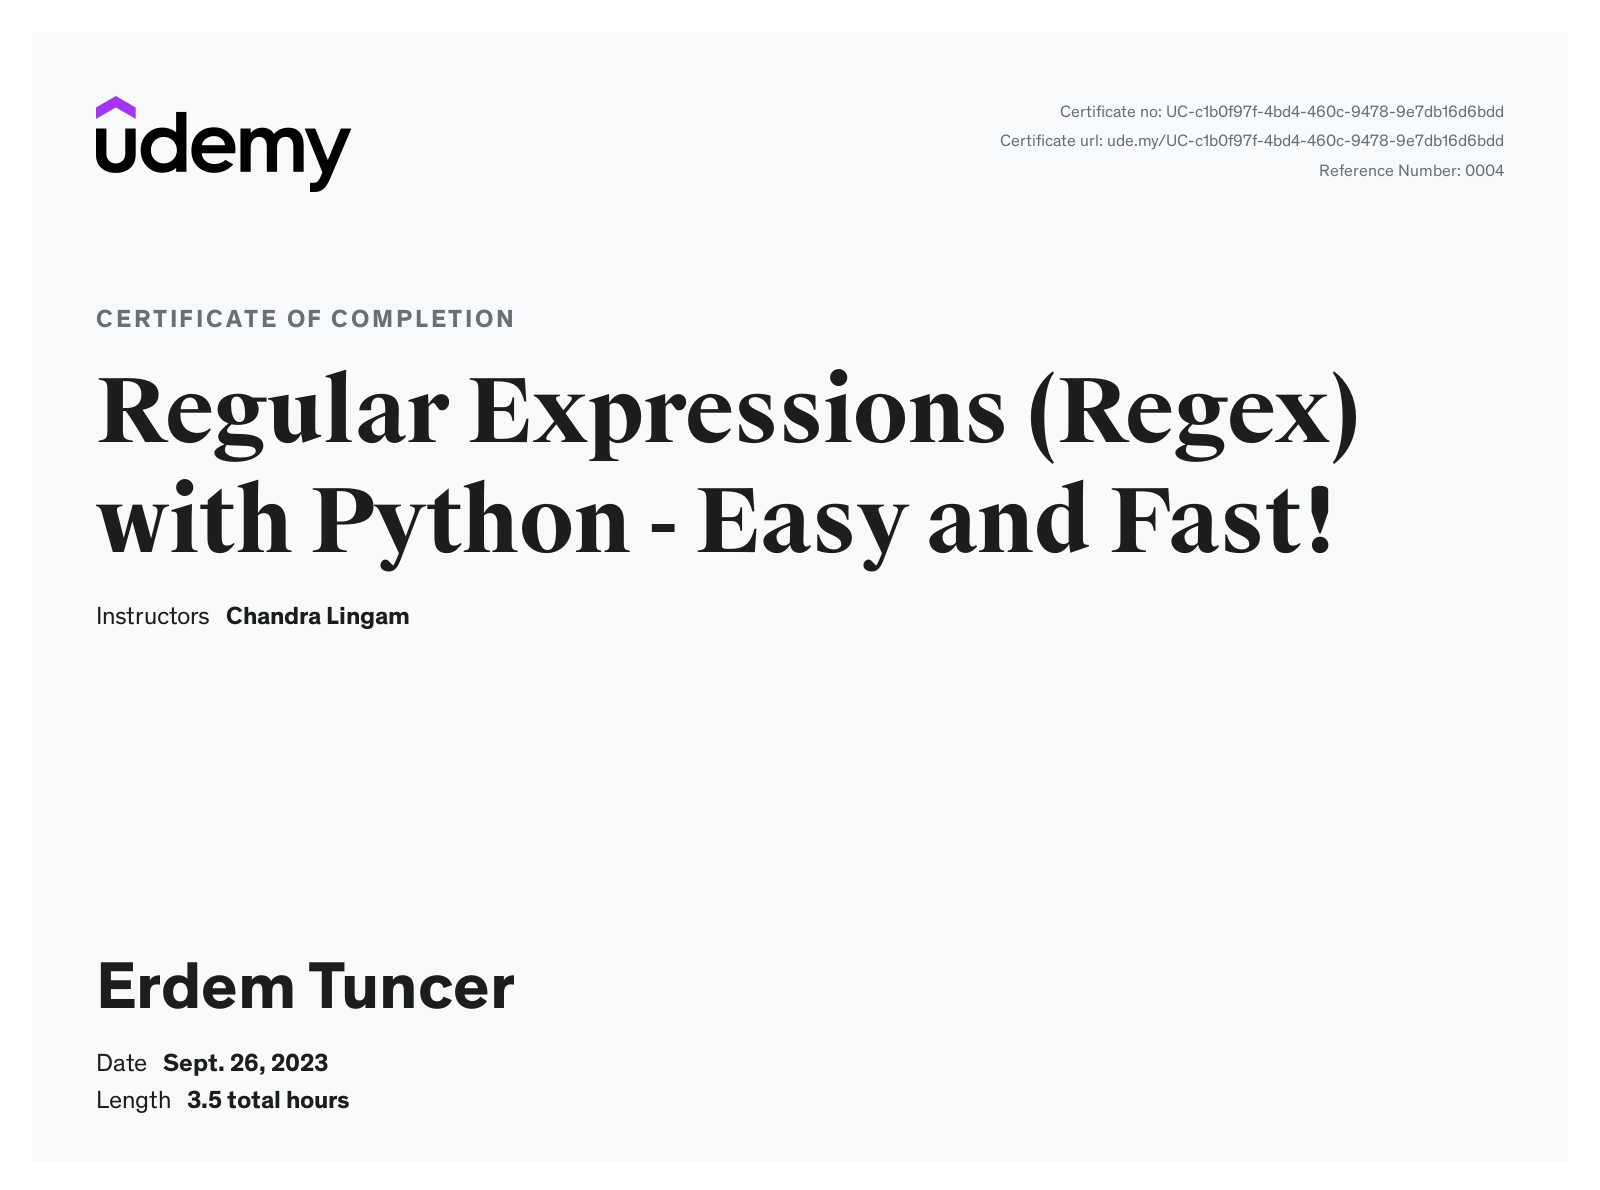 udemy
Certificate no: UC-c1b0f97f-4bd4-460c-9478-9e7db16d6bdd
Certificate url: ude.my/UC-c1b0f97f-4bd4-460c-9478-9e7db16d6bdd
Reference Number: 0004
CERTIFICATE OF COMPLETION
Regular Expressions (Regex)
with Python - Easy and Fast!
Instructors Chandra Lingam
Erdem Tuncer
Date Sept. 26, 2023
Length 3.5 total hours